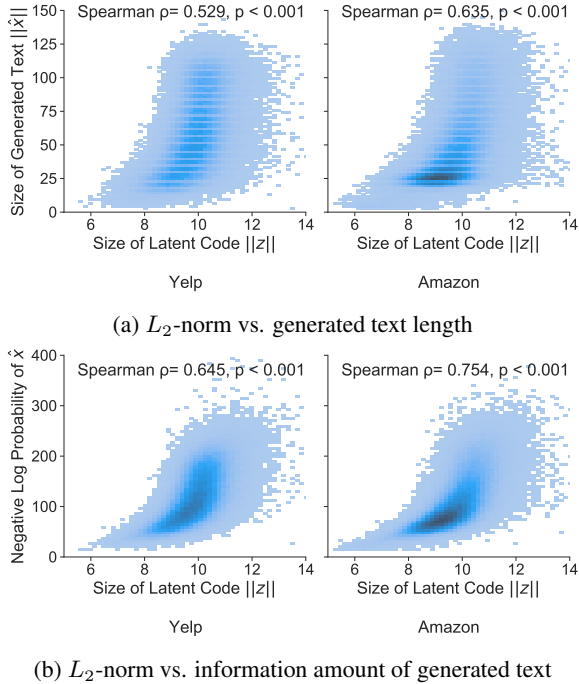 Spearman ρ= 0.529, p < 0.001
Spearman ρ= 0.635, p < 0.001
Size of Generated Text ||x̂||
150
125
100
75
50
25
0
6 8 10 12 14
6 8 10 12 14
Size of Latent Code ||z||
Size of Latent Code ||z||
Yelp
Amazon
(a) L₂-norm vs. generated text length
Spearman ρ= 0.645, p < 0.001
Spearman ρ= 0.754, p < 0.001
Negative Log Probability of x̂
400
300
200
100
0
6 8 10 12 14
6 8 10 12 14
Size of Latent Code ||z||
Size of Latent Code ||z||
Yelp
Amazon
(b) L₂-norm vs. information amount of generated text